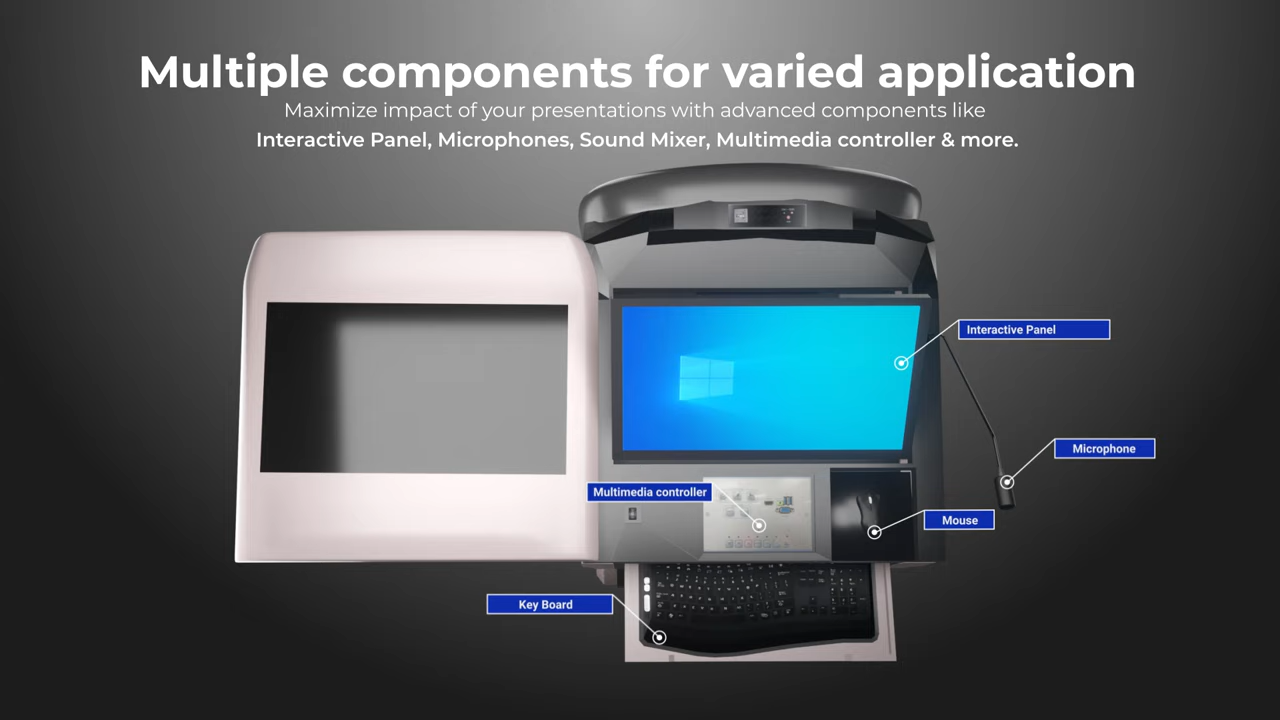 Multiple components for varied application
Maximize impact of your presentations with advanced components like
Interactive Panel, Microphones, Sound Mixer, Multimedia controller & more.
Interactive Panel
Microphone
Multimedia controller
Mouse
Key Board